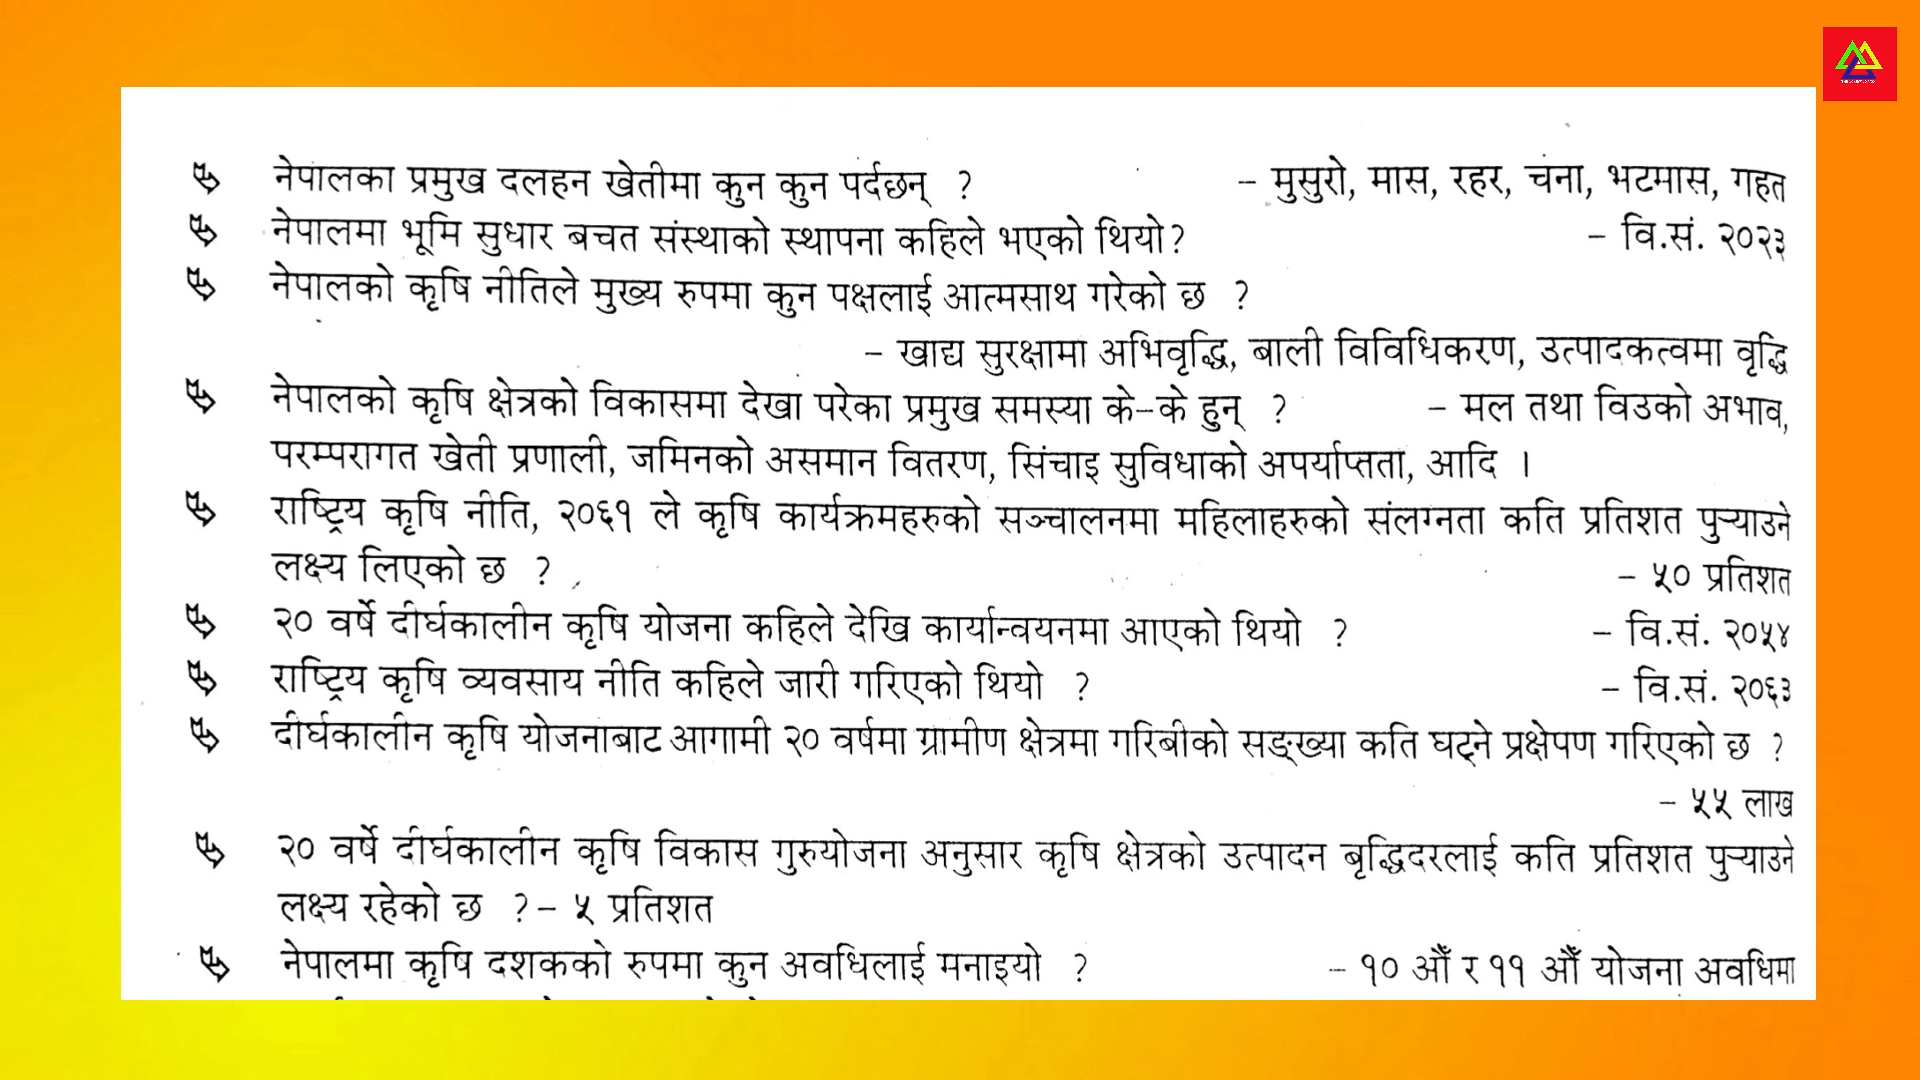 नेपालका प्रमुख दलहन खेतीमा कुन कुन पर्दछन् ? – मुसुरो, मास, रहर, चना, भटमास, गहत
नेपालमा भूमि सुधार बचत संस्थाको स्थापना कहिले भएको थियो? – वि.सं. २०२३
नेपालको कृषि नीतिले मुख्य रुपमा कुन पक्षलाई आत्मसाथ गरेको छ ?
– खाद्य सुरक्षामा अभिवृद्धि, बाली विविधिकरण, उत्पादकत्वमा वृद्धि
नेपालको कृषि क्षेत्रको विकासमा देखा परेका प्रमुख समस्या के–के हुन् ? – मल तथा विउको अभाव,
परम्परागत खेती प्रणाली, जमिनको असमान वितरण, सिंचाइ सुविधाको अपर्याप्तता, आदि ।
राष्ट्रिय कृषि नीति, २०६१ ले कृषि कार्यक्रमहरुको सञ्चालनमा महिलाहरुको संलग्नता कति प्रतिशत पुर्‍याउने
लक्ष्य लिएको छ ? – ५० प्रतिशत
२० वर्षे दीर्घकालीन कृषि योजना कहिले देखि कार्यान्वयनमा आएको थियो ? – वि.सं. २०५४
राष्ट्रिय कृषि व्यवसाय नीति कहिले जारी गरिएको थियो ? – वि.सं. २०६३
दीर्घकालीन कृषि योजनाबाट आगामी २० वर्षमा ग्रामीण क्षेत्रमा गरिबीको सङ्ख्या कति घट्ने प्रक्षेपण गरिएको छ ?
– ५५ लाख
२० वर्षे दीर्घकालीन कृषि विकास गुरुयोजना अनुसार कृषि क्षेत्रको उत्पादन बृद्धिदरलाई कति प्रतिशत पुर्‍याउने
लक्ष्य रहेको छ ? – ५ प्रतिशत
नेपालमा कृषि दशकको रुपमा कुन अवधिलाई मनाइयो ? – १० औँ र ११ औँ योजना अवधिमा